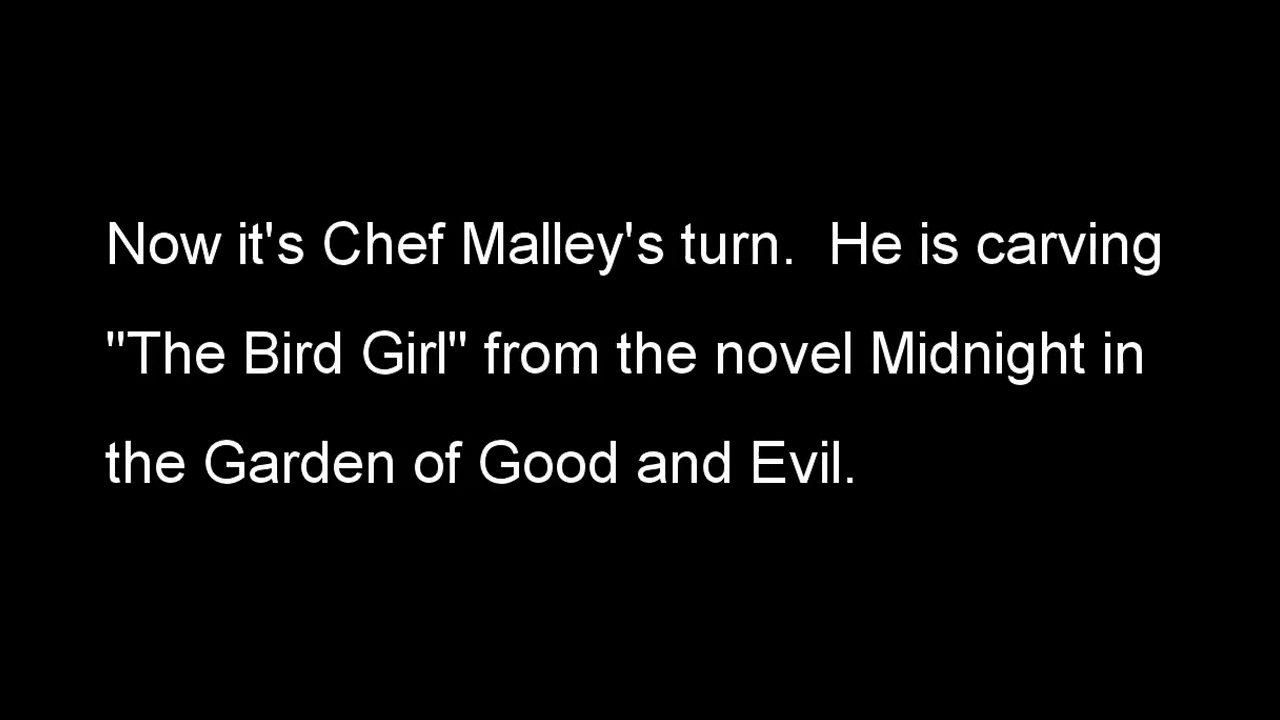 Now it's Chef Malley's turn.  He is carving
"The Bird Girl" from the novel Midnight in
the Garden of Good and Evil.